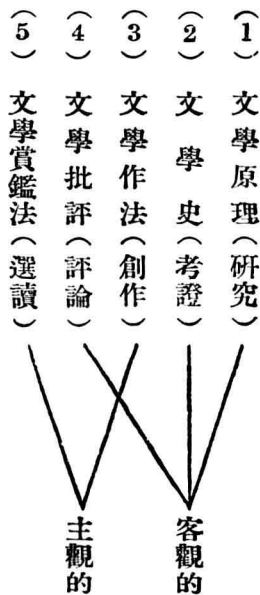 （1）文學原理（硏究）
（2）文學史（考證）
（3）文學作法（創作）
（4）文學批評（評論）
（5）文學賞鑑法（選讀）
客觀的
主觀的